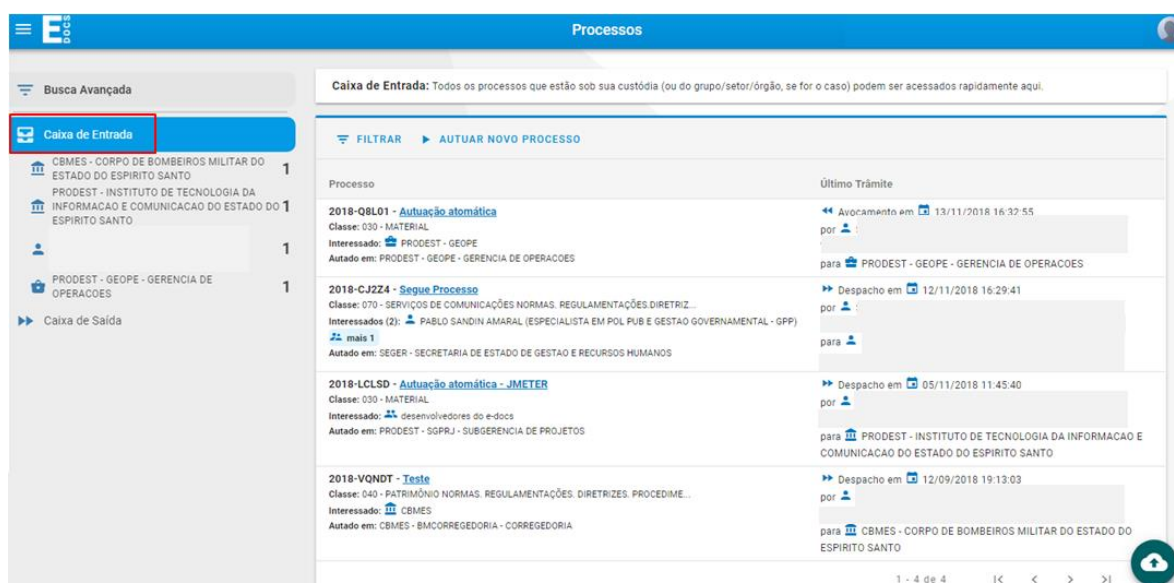 E DOCS
Processos
Busca Avançada
Caixa de Entrada
CBMES - CORPO DE BOMBEIROS MILITAR DO
ESTADO DO ESPIRITO SANTO
1
PRODEST - INSTITUTO DE TECNOLOGIA DA
INFORMACAO E COMUNICACAO DO ESTADO DO
ESPIRITO SANTO
1
1
PRODEST - GEOPE - GERENCIA DE
OPERACOES
1
Caixa de Saída
Caixa de Entrada: Todos os processos que estão sob sua custódia (ou do grupo/setor/órgão, se for o caso) podem ser acessados rapidamente aqui.
FILTRAR AUTUAR NOVO PROCESSO
Processo Último Trâmite
2018-Q8L01 - Autuação atomática
Classe: 030 - MATERIAL
Interessado: PRODEST - GEOPE
Autado em: PRODEST - GEOPE - GERENCIA DE OPERACOES
Avocamento em 13/11/2018 16:32:55
por
para PRODEST - GEOPE - GERENCIA DE OPERACOES
2018-CJ2Z4 - Segue Processo
Classe: 070 - SERVIÇOS DE COMUNICAÇÕES NORMAS. REGULAMENTAÇÕES.DIRETRIZ...
Interessados (2): PABLO SANDIN AMARAL (ESPECIALISTA EM POL PUB E GESTAO GOVERNAMENTAL - GPP)
mais 1
Autado em: SEGER - SECRETARIA DE ESTADO DE GESTAO E RECURSOS HUMANOS
Despacho em 12/11/2018 16:29:41
por
para
2018-LCLSD - Autuação atomática - JMETER
Classe: 030 - MATERIAL
Interessado: desenvolvedores do e-docs
Autado em: PRODEST - SGPRJ - SUBGERENCIA DE PROJETOS
Despacho em 05/11/2018 11:45:40
por
para PRODEST - INSTITUTO DE TECNOLOGIA DA INFORMACAO E
COMUNICACAO DO ESTADO DO ESPIRITO SANTO
2018-VQNDT - Teste
Classe: 040 - PATRIMÔNIO NORMAS. REGULAMENTAÇÕES. DIRETRIZES. PROCEDIME...
Interessado: CBMES
Autado em: CBMES - BMCORREGEDORIA - CORREGEDORIA
Despacho em 12/09/2018 19:13:03
por
para CBMES - CORPO DE BOMBEIROS MILITAR DO ESTADO DO
ESPIRITO SANTO
1 - 4 de 4